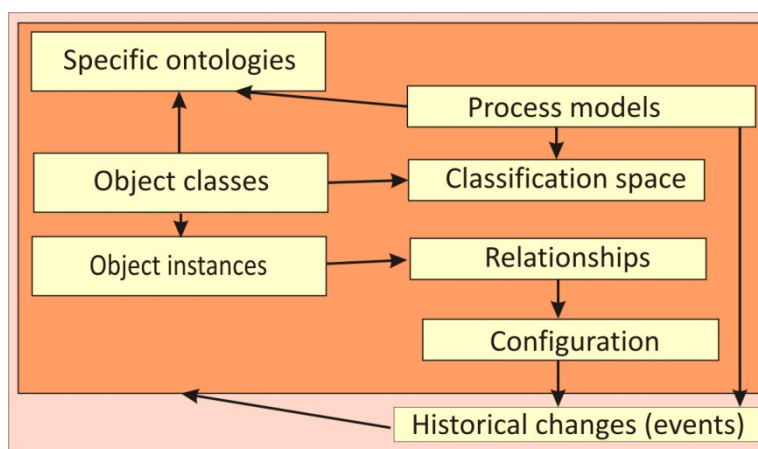 Specific ontologies
Process models
Object classes
Classification space
Object instances
Relationships
Configuration
Historical changes (events)